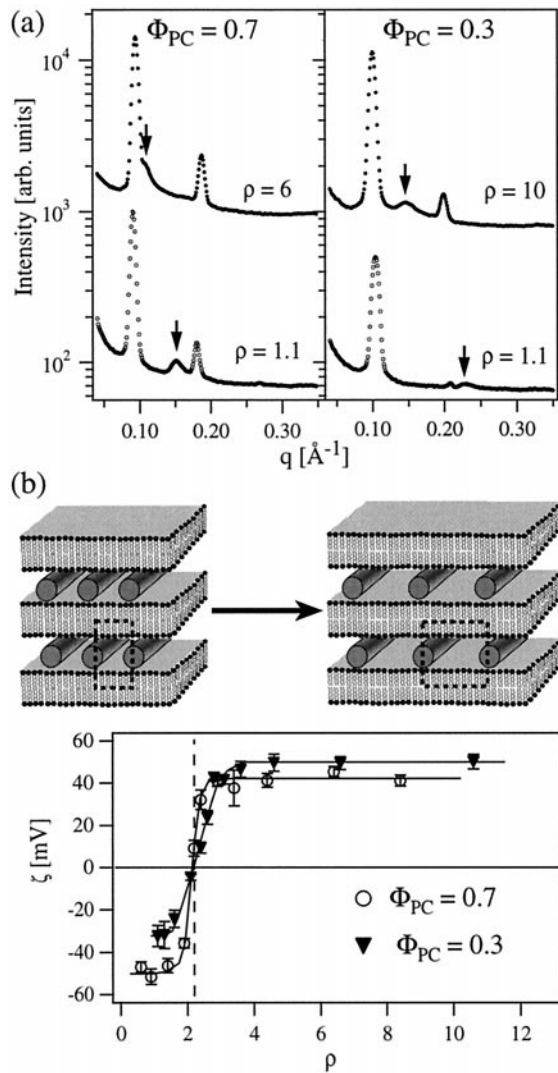 (a)
Φ_PC = 0.7
Φ_PC = 0.3
10^4
10^3
10^2
Intensity [arb. units]
ρ = 6
ρ = 10
ρ = 1.1
ρ = 1.1
0.10 0.20 0.30 0.10 0.20 0.30
q [Å^-1]
(b)
60
40
20
0
-20
-40
-60
ζ [mV]
Φ_PC = 0.7
Φ_PC = 0.3
0 2 4 6 8 10 12
ρ